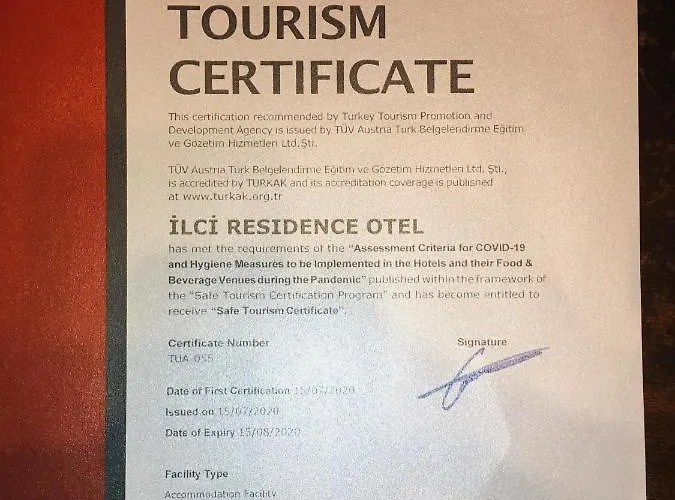 TOURISM
CERTIFICATE
This certification recommended by Turkey Tourism Promotion and
Development Agency is issued by TÜV Austria Turk Belgelendirme Eğitim
ve Gözetim Hizmetleri Ltd.Şti.
TÜV Austria Turk Belgelendirme Eğitim ve Gözetim Hizmetleri Ltd. Şti.,
is accredited by TURKAK and its accreditation coverage is published
at www.turkak.org.tr
İLCİ RESIDENCE OTEL
has met the requirements of the "Assessment Criteria for COVID-19
and Hygiene Measures to be Implemented in the Hotels and their Food &
Beverage Venues during the Pandemic" published within the framework of
the "Safe Tourism Certification Program" and has become entitled to
receive "Safe Tourism Certificate".
Certificate Number
Signature
TUA-055
Date of First Certification 15/07/2020
Issued on 15/07/2020
Date of Expiry 15/08/2020
Facility Type
Accommodation Facility